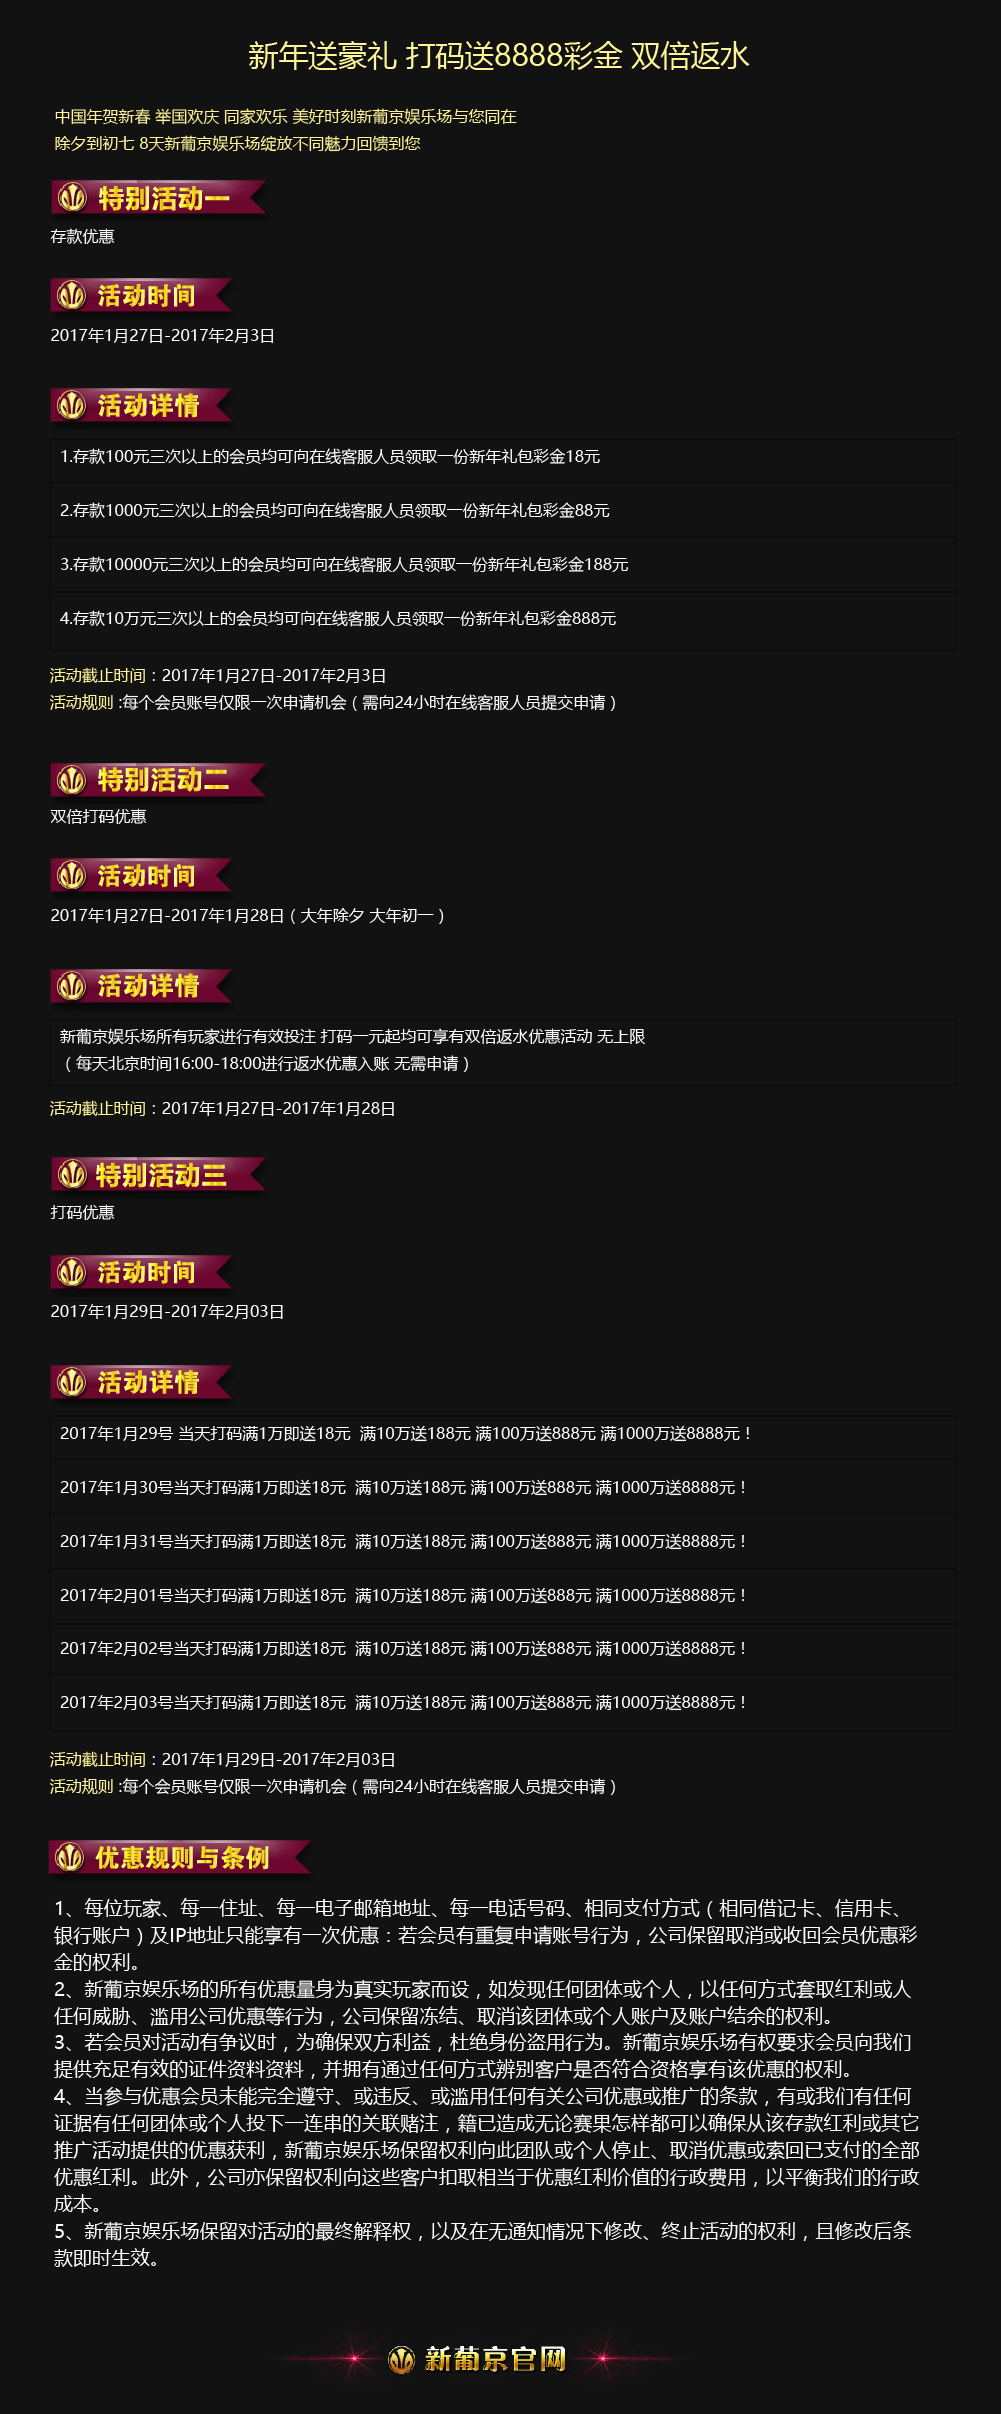 新年送豪礼 打码送8888彩金 双倍返水
中国年贺新春 举国欢庆 同家欢乐 美好时刻新葡京娱乐场与您同在
除夕到初七 8天新葡京娱乐场绽放不同魅力回馈到您
特别活动一
存款优惠
活动时间
2017年1月27日-2017年2月3日
活动详情
1.存款100元三次以上的会员均可向在线客服人员领取一份新年礼包彩金18元
2.存款1000元三次以上的会员均可向在线客服人员领取一份新年礼包彩金88元
3.存款10000元三次以上的会员均可向在线客服人员领取一份新年礼包彩金188元
4.存款10万元三次以上的会员均可向在线客服人员领取一份新年礼包彩金888元
活动截止时间：2017年1月27日-2017年2月3日
活动规则 :每个会员账号仅限一次申请机会（需向24小时在线客服人员提交申请）
特别活动二
双倍打码优惠
活动时间
2017年1月27日-2017年1月28日（大年除夕 大年初一）
活动详情
新葡京娱乐场所有玩家进行有效投注 打码一元起均可享有双倍返水优惠活动 无上限
（每天北京时间16:00-18:00进行返水优惠入账 无需申请）
活动截止时间：2017年1月27日-2017年1月28日
特别活动三
打码优惠
活动时间
2017年1月29日-2017年2月03日
活动详情
2017年1月29号 当天打码满1万即送18元  满10万送188元 满100万送888元 满1000万送8888元！
2017年1月30号当天打码满1万即送18元  满10万送188元 满100万送888元 满1000万送8888元！
2017年1月31号当天打码满1万即送18元  满10万送188元 满100万送888元 满1000万送8888元！
2017年2月01号当天打码满1万即送18元  满10万送188元 满100万送888元 满1000万送8888元！
2017年2月02号当天打码满1万即送18元  满10万送188元 满100万送888元 满1000万送8888元！
2017年2月03号当天打码满1万即送18元  满10万送188元 满100万送888元 满1000万送8888元！
活动截止时间：2017年1月29日-2017年2月03日
活动规则 :每个会员账号仅限一次申请机会（需向24小时在线客服人员提交申请）
优惠规则与条例
1、每位玩家、每一住址、每一电子邮箱地址、每一电话号码、相同支付方式（相同借记卡、信用卡、
银行账户）及IP地址只能享有一次优惠：若会员有重复申请账号行为，公司保留取消或收回会员优惠彩
金的权利。
2、新葡京娱乐场的所有优惠量身为真实玩家而设，如发现任何团体或个人，以任何方式套取红利或人
任何威胁、滥用公司优惠等行为，公司保留冻结、取消该团体或个人账户及账户结余的权利。
3、若会员对活动有争议时，为确保双方利益，杜绝身份盗用行为。新葡京娱乐场有权要求会员向我们
提供充足有效的证件资料资料，并拥有通过任何方式辨别客户是否符合资格享有该优惠的权利。
4、当参与优惠会员未能完全遵守、或违反、或滥用任何有关公司优惠或推广的条款，有或我们有任何
证据有任何团体或个人投下一连串的关联赌注，籍已造成无论赛里怎样都可以确保从该存款红利或其它
推广活动提供的优惠获利，新葡京娱乐场保留权利向此团队或个人停止、取消优惠或索回已支付的全部
优惠红利。此外，公司亦保留权利向这些客户扣取相当于优惠红利价值的行政费用，以平衡我们的行政
成本。
5、新葡京娱乐场保留对活动的最终解释权，以及在无通知情况下修改、终止活动的权利，且修改后条
款即时生效。
新葡京官网